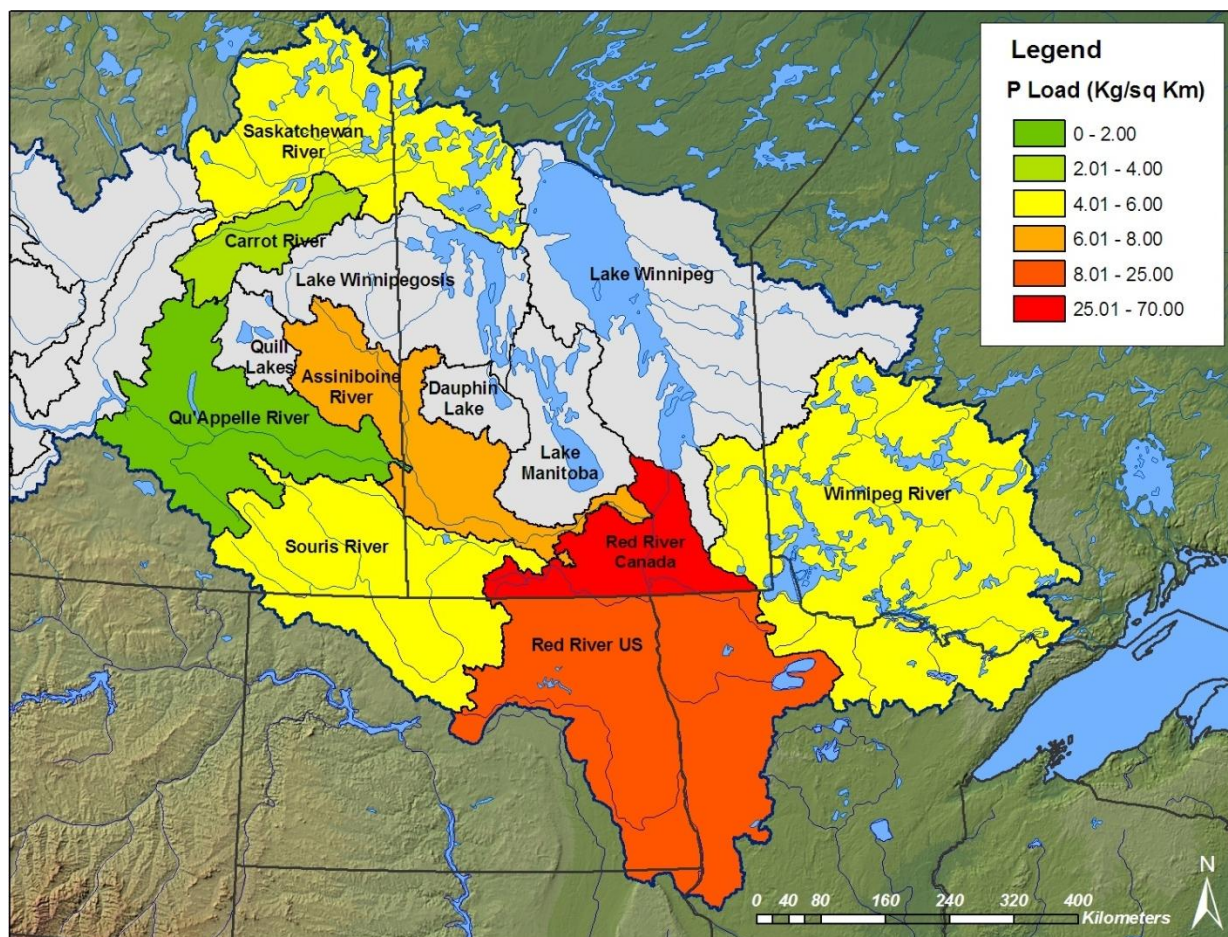 Legend
P Load (Kg/sq Km)
0 - 2.00
2.01 - 4.00
4.01 - 6.00
6.01 - 8.00
8.01 - 25.00
25.01 - 70.00
Saskatchewan
River
Carrot River
Lake Winnipegosis
Lake Winnipeg
Quill
Lakes
Assiniboine
River
Dauphin
Lake
Qu'Appelle River
Lake
Manitoba
Winnipeg River
Souris River
Red River
Canada
Red River US
N
0 20 40 80 160 240 320 400
Kilometers